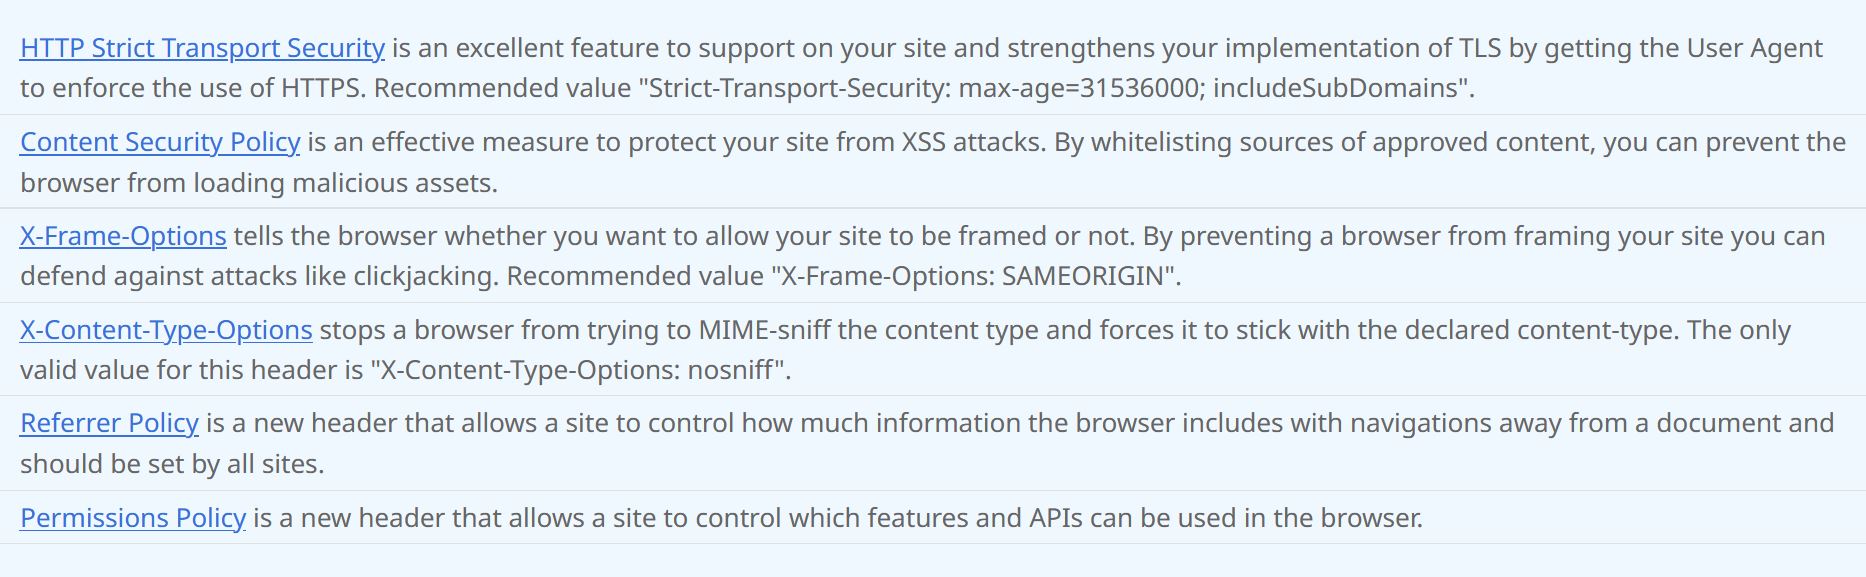 HTTP Strict Transport Security is an excellent feature to support on your site and strengthens your implementation of TLS by getting the User Agent
to enforce the use of HTTPS. Recommended value "Strict-Transport-Security: max-age=31536000; includeSubDomains".
Content Security Policy is an effective measure to protect your site from XSS attacks. By whitelisting sources of approved content, you can prevent the
browser from loading malicious assets.
X-Frame-Options tells the browser whether you want to allow your site to be framed or not. By preventing a browser from framing your site you can
defend against attacks like clickjacking. Recommended value "X-Frame-Options: SAMEORIGIN".
X-Content-Type-Options stops a browser from trying to MIME-sniff the content type and forces it to stick with the declared content-type. The only
valid value for this header is "X-Content-Type-Options: nosniff".
Referrer Policy is a new header that allows a site to control how much information the browser includes with navigations away from a document and
should be set by all sites.
Permissions Policy is a new header that allows a site to control which features and APIs can be used in the browser.